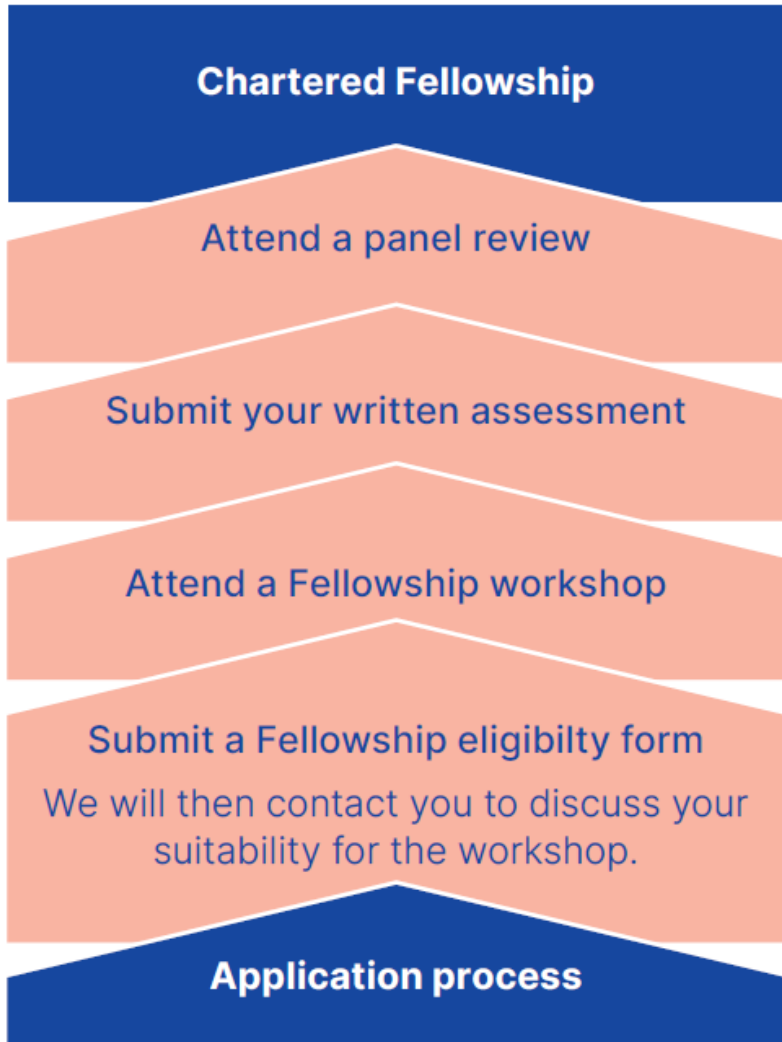 Chartered Fellowship
Attend a panel review
Submit your written assessment
Attend a Fellowship workshop
Submit a Fellowship eligibilty form
We will then contact you to discuss your
suitability for the workshop.
Application process